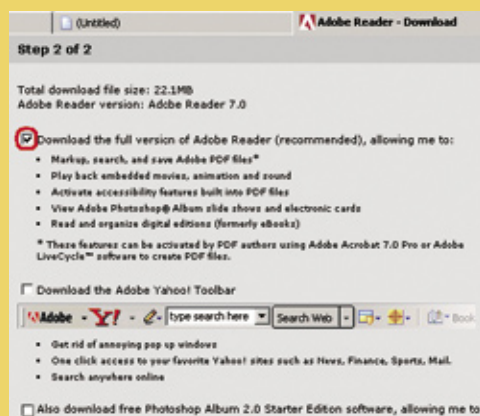 (Untitled)
Adobe Reader - Download
Step 2 of 2
Total download file size: 22.1MB
Adobe Reader version: Adobe Reader 7.0
Download the full version of Adobe Reader (recommended), allowing me to:
• Markup, search, and save Adobe PDF files*
• Play back embedded movies, animation and sound
• Activate accessibility features built into PDF files
• View Adobe Photoshop® Album slide shows and electronic cards
• Read and organize digital editions (formerly eBooks)
* These features can be activated by PDF authors using Adobe Acrobat 7.0 Pro or Adobe
LiveCycle™ software to create PDF files.
Download the Adobe Yahoo! Toolbar
Adobe - Y! - type search here Search Web Book
• Get rid of annoying pop up windows
• One click access to your favorite Yahoo! sites such as News, Finance, Sports, Mail.
• Search anywhere online
Also download free Photoshop Album 2.0 Starter Edition software, allowing me to